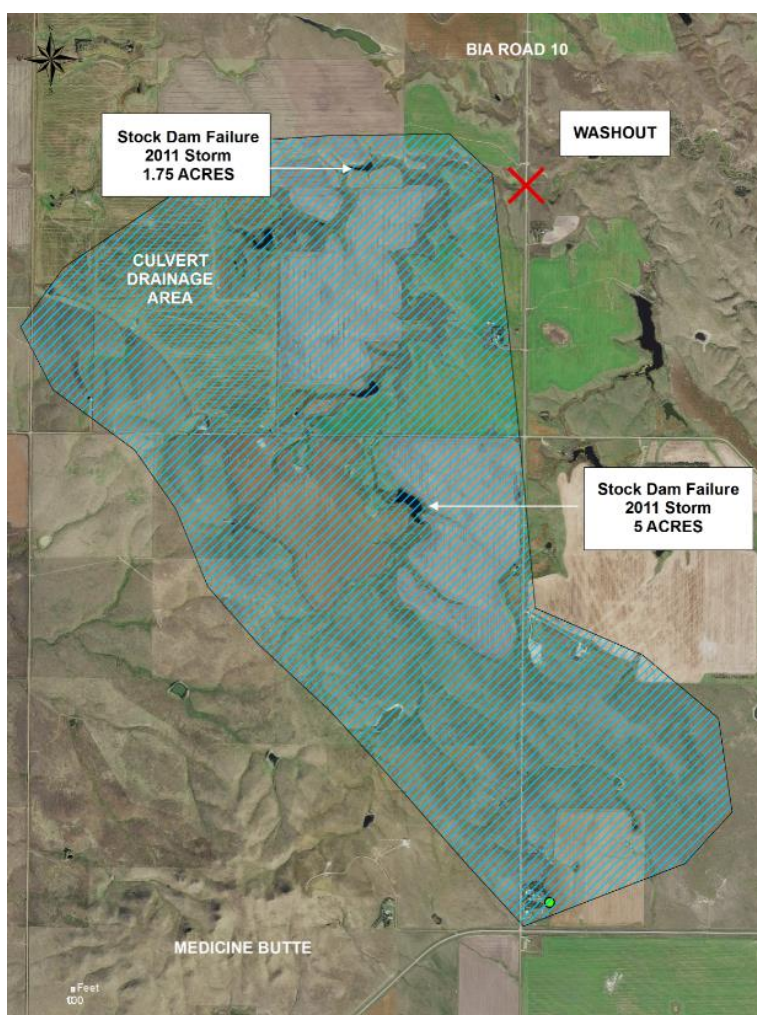 BIA ROAD 10
Stock Dam Failure
2011 Storm
1.75 ACRES
WASHOUT
CULVERT
DRAINAGE
AREA
Stock Dam Failure
2011 Storm
5 ACRES
MEDICINE BUTTE
Feet